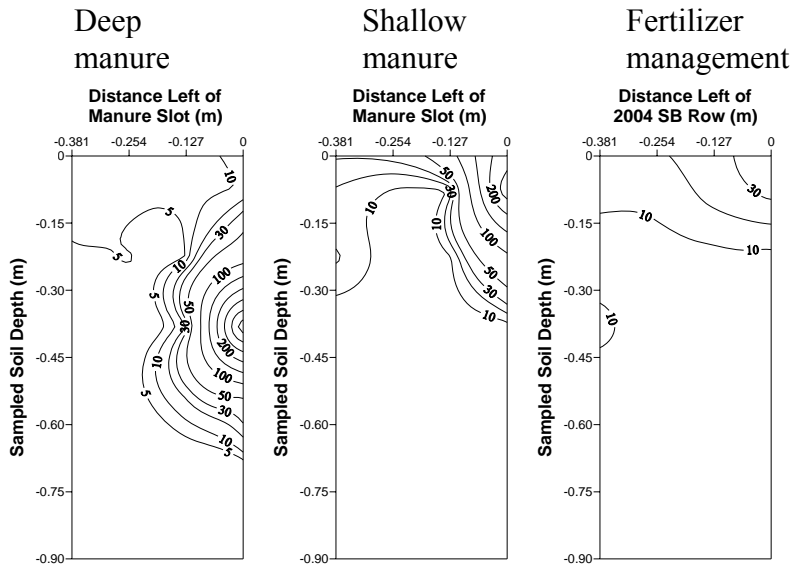 Deep
manure
Distance Left of
Manure Slot (m)
-0.381 -0.254 -0.127 0
0
-0.15
-0.30
-0.45
-0.60
-0.75
-0.90
Sampled Soil Depth (m)
10
5
30
5
10
100
5
50
30
200
10
100
5
50
30
10
5
Shallow
manure
Distance Left of
Manure Slot (m)
-0.381 -0.254 -0.127 0
0
-0.15
-0.30
-0.45
-0.60
-0.75
-0.90
Sampled Soil Depth (m)
50
30
200
10
10
100
50
30
10
Fertilizer
management
Distance Left of
2004 SB Row (m)
-0.381 -0.254 -0.127 0
0
-0.15
-0.30
-0.45
-0.60
-0.75
-0.90
Sampled Soil Depth (m)
30
10
10
10